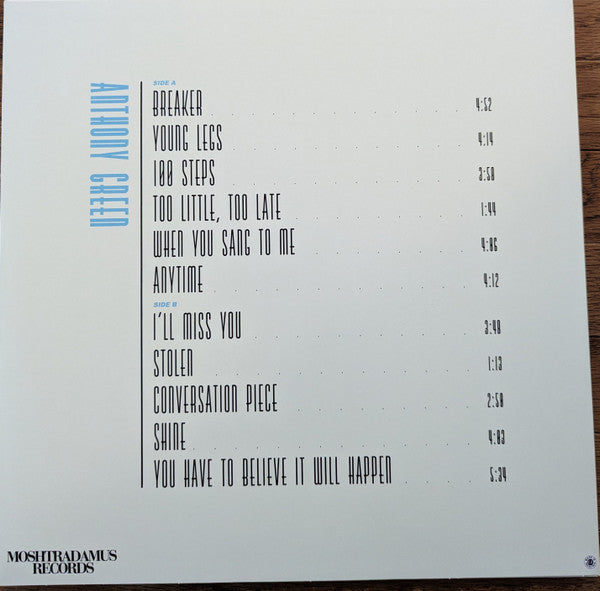 ANTHONY GREEN
SIDE A
BREAKER 4:52
YOUNG LEGS 4:14
100 STEPS 3:50
TOO LITTLE, TOO LATE 1:44
WHEN YOU SANG TO ME 4:06
ANYTIME 4:12
SIDE B
I'LL MISS YOU 3:48
STOLEN 1:13
CONVERSATION PIECE 2:50
SHINE 4:03
YOU HAVE TO BELIEVE IT WILL HAPPEN 5:34
MOSHTRADAMUS
RECORDS